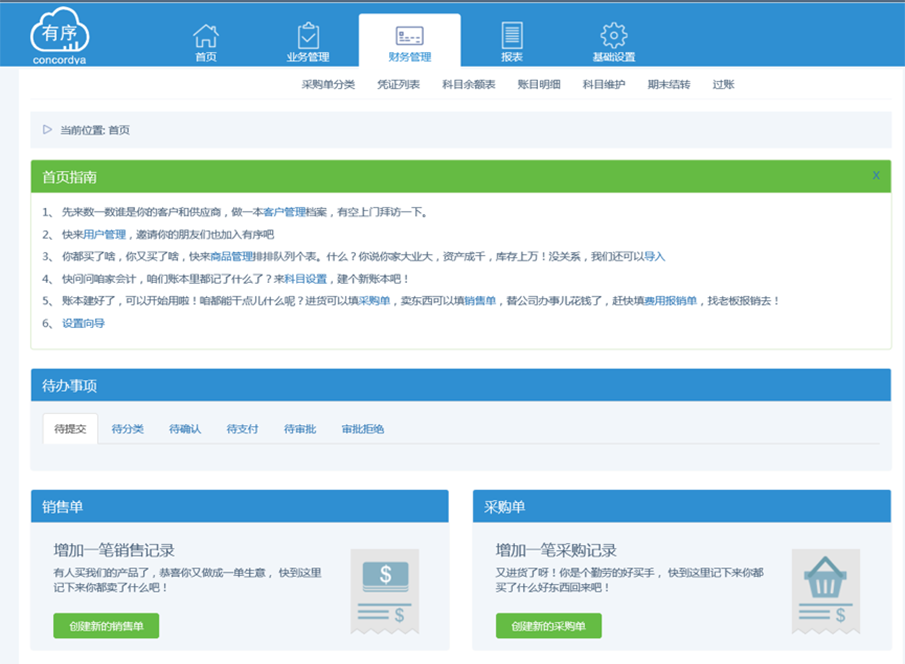 有序
concordya
首页
业务管理
财务管理
报表
基础设置
采购单分类
凭证列表
科目余额表
账目明细
科目维护
期末结转
过账
当前位置: 首页
首页指南
X
1、 先来数一数谁是你的客户和供应商，做一本客户管理档案，有空上门拜访一下。
2、 快来用户管理，邀请你的朋友们也加入有序吧
3、 你都买了啥，你又买了啥，快来商品管理排排队列个表。什么？你说你家大业大，资产成千，库存上万！没关系，我们还可以导入
4、 快问问咱家会计，咱们账本里都记了什么了？来科目设置，建个新账本吧！
5、 账本建好了，可以开始用啦！咱都能干点儿什么呢？进货可以填采购单，卖东西可以填销售单，替公司办事儿花钱了，赶快填费用报销单，找老板报销去！
6、 设置向导
待办事项
待提交
待分类
待确认
待支付
待审批
审批拒绝
销售单
增加一笔销售记录
有人买我们的产品了，恭喜你又做成一单生意， 快到这里
记下来你都卖了什么吧！
创建新的销售单
$
$
采购单
增加一笔采购记录
又进货了呀！你是个勤劳的好买手， 快到这里记下来你都
买了什么好东西回来吧！
创建新的采购单
$